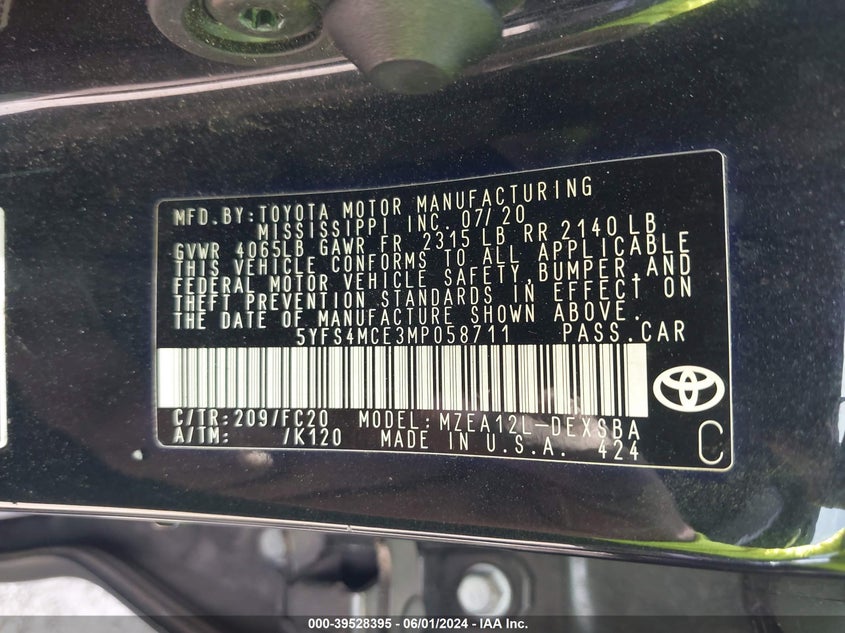 MFD. BY: TOYOTA MOTOR MANUFACTURING
MISSISSIPPI INC. 07/20
GVWR 4065LB GAWR FR 2315 LB RR 2140 LB
THIS VEHICLE CONFORMS TO ALL APPLICABLE
FEDERAL MOTOR VEHICLE SAFETY, BUMPER, AND
THEFT PREVENTION STANDARDS IN EFFECT ON
THE DATE OF MANUFACTURE SHOWN ABOVE.
5YFS4MCE3MP058711 PASS. CAR
C/TR: 209/FC20 MODEL: MZEA12L-DEXSBA
A/TM: /K120 MADE IN U.S.A. 424 C
000-39528395 - 06/01/2024 - IAA Inc.